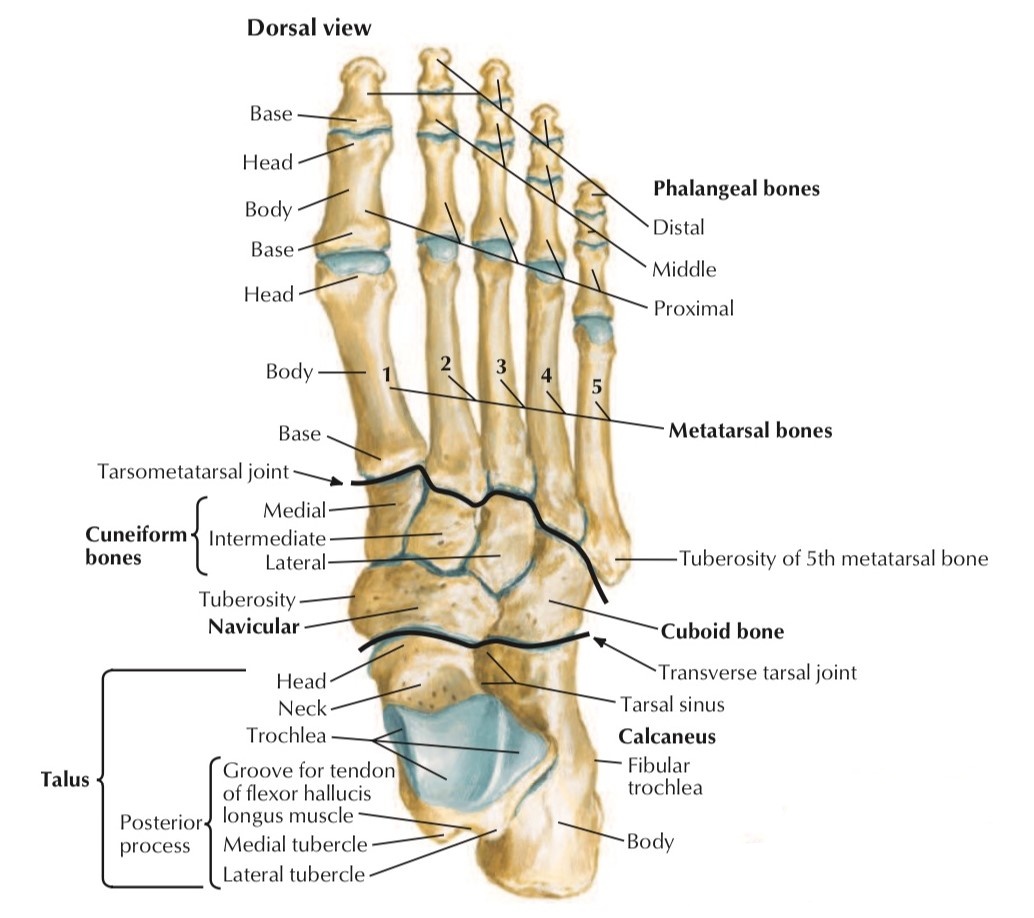 Dorsal view
Base
Head
Body
Base
Head
Body
Base
Tarsometatarsal joint
Cuneiform
bones
Medial
Intermediate
Lateral
Tuberosity
Navicular
Head
Neck
Trochlea
Talus
Posterior
process
Groove for tendon
of flexor hallucis
longus muscle
Medial tubercle
Lateral tubercle
1
2
3
4
5
Phalangeal bones
Distal
Middle
Proximal
Metatarsal bones
Tuberosity of 5th metatarsal bone
Cuboid bone
Transverse tarsal joint
Tarsal sinus
Calcaneus
Fibular
trochlea
Body